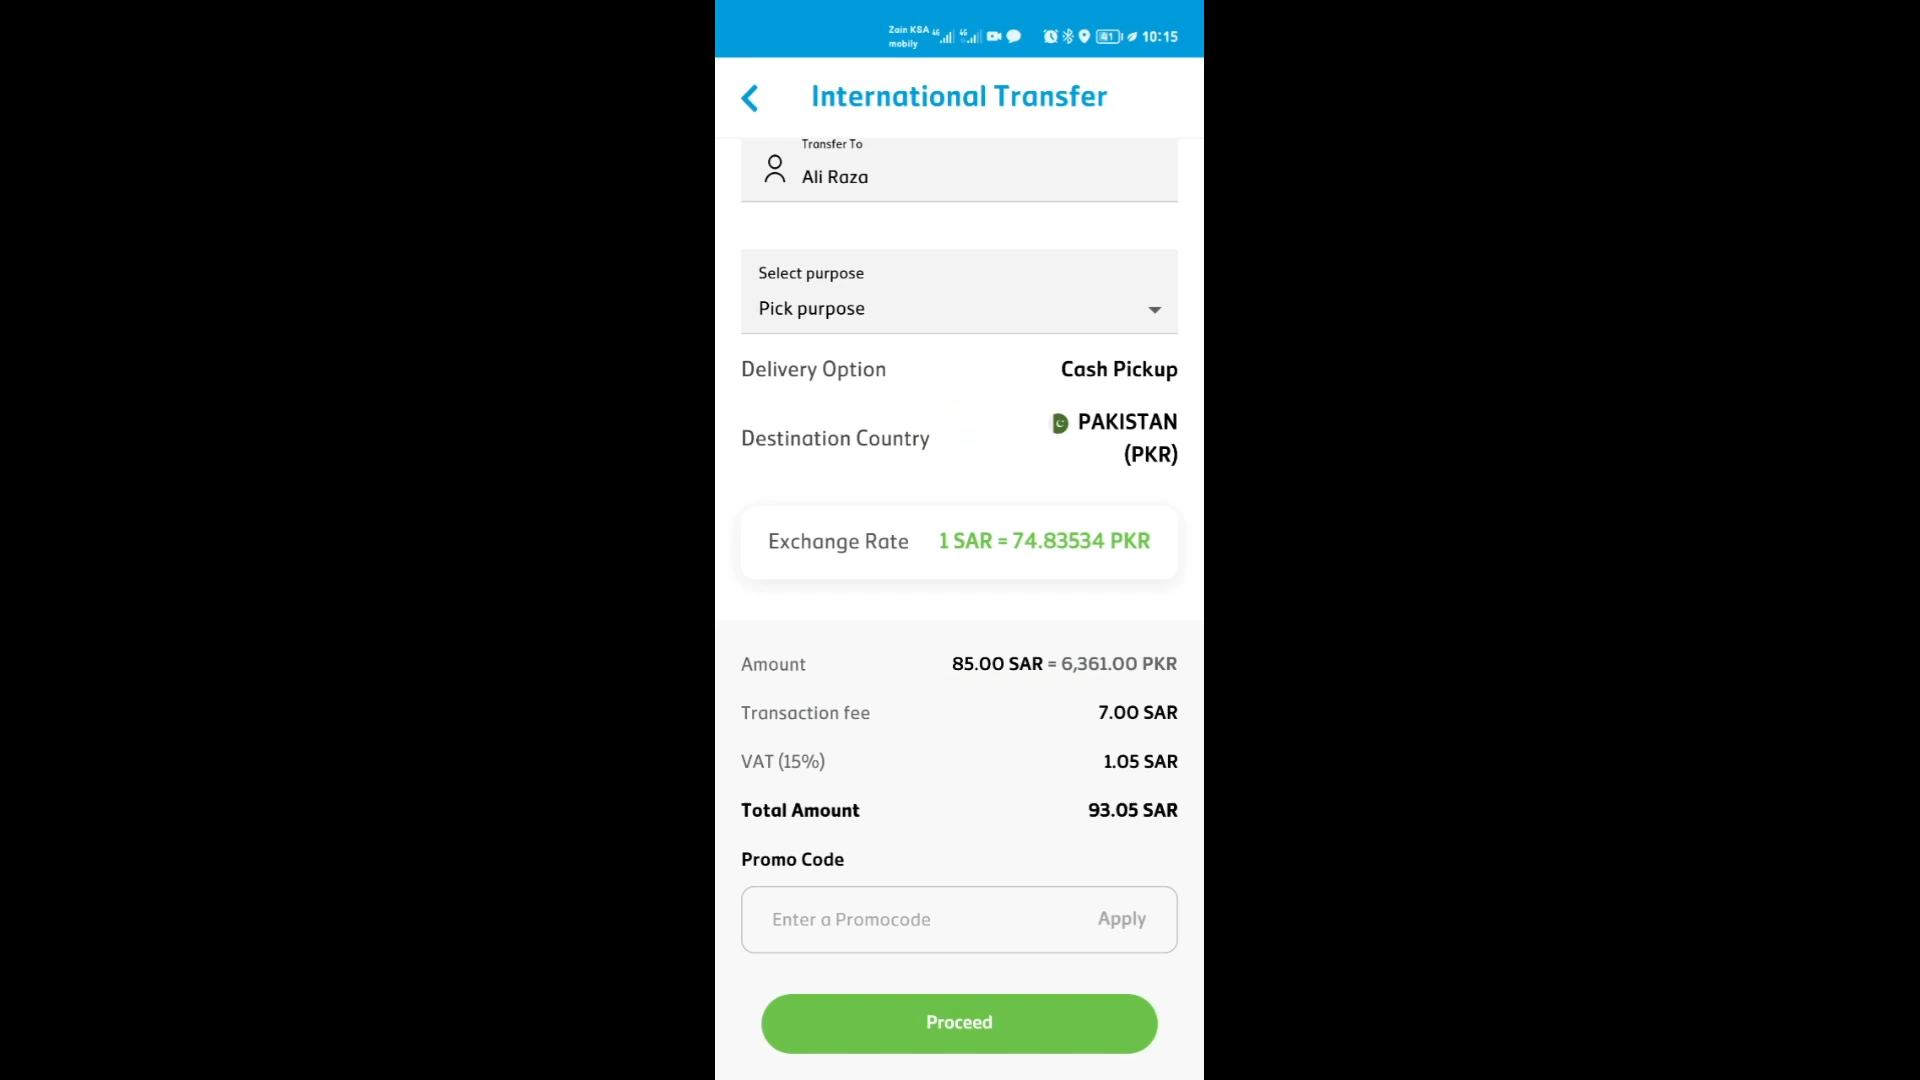 Zain KSA
mobily
4G 4G 41 10:15
International Transfer
Transfer To
Ali Raza
Select purpose
Pick purpose
Delivery Option Cash Pickup
Destination Country PAKISTAN
(PKR)
Exchange Rate 1 SAR = 74.83534 PKR
Amount 85.00 SAR = 6,361.00 PKR
Transaction fee 7.00 SAR
VAT (15%) 1.05 SAR
Total Amount 93.05 SAR
Promo Code
Enter a Promocode Apply
Proceed